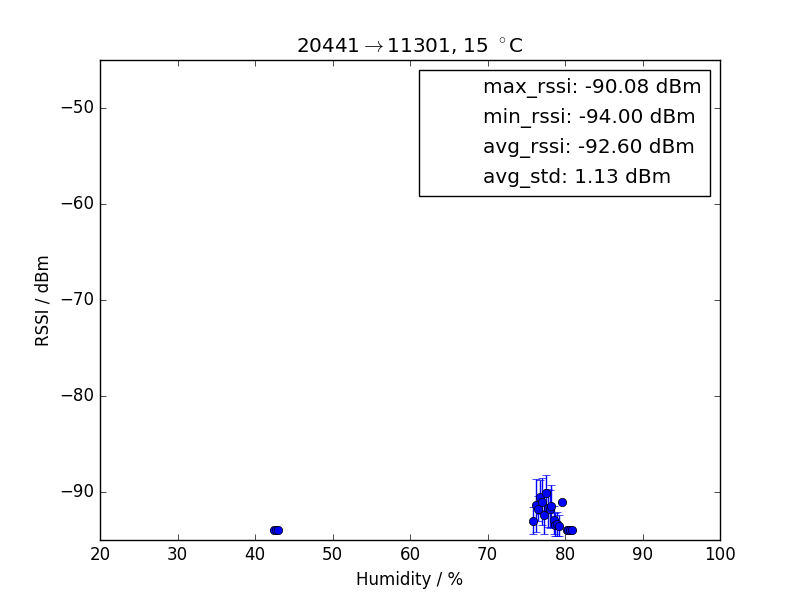 20441→11301, 15 °C
max_rssi: -90.08 dBm
min_rssi: -94.00 dBm
avg_rssi: -92.60 dBm
avg_std: 1.13 dBm
RSSI / dBm
−50
−60
−70
−80
−90
20 30 40 50 60 70 80 90 100
Humidity / %